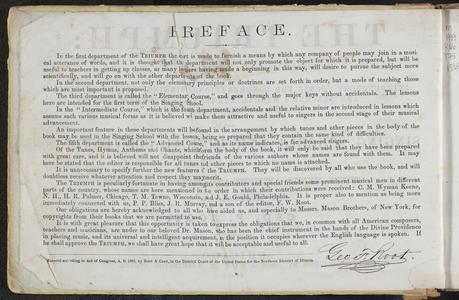 PREFACE.
In the first department of the TRIUMPH the effort is made to furnish a means by which any company of people may join in a musi-
cal utterance of words, and it is thought that this department will not only promote the object for which it is prepared, but will be
useful to teachers in getting up classes, as many singers having made a beginning in this way, will desire to pursue the subject more
scientifically, and will go on with the other departments of the book.
In the second department, not only the elementary principles or doctrines are set forth in order, but a mode of teaching those
which are most important is proposed.
The third department is called the "Elementary Course," and goes through the major keys without accidentals. The lessons
here are intended for the first term of the Singing School.
In the "Intermediate Course," which is the fourth department, accidentals and the relative minor are introduced in lessons which
assume such various musical forms as it is believed will make them attractive and useful to singers in the second stage of their musical
advancement.
An important feature in these departments will be found in the arrangement by which tunes and other pieces in the body of the
book may be used in the Singing School with the lesson, being so prepared that they contain the same kind of difficulties.
The fifth department is called the "Advanced Course," and as its name indicates, is for advanced singers.
Of the Tunes, Hymns, Anthems and Chants, which form the body of the book, it will only be said that they have been prepared
with great care, and it is believed will not disappoint the friends of the various authors whose names are found with them. It may
here be stated that the editor is responsible for all tunes and other pieces to which no name is attached.
It is unnecessary to specify further the new features of the TRIUMPH. They will be discovered by all who use the book, and will
doubtless receive whatever attention and respect they may merit.
The TRIUMPH is peculiarly fortunate in having amongst its contributors and special friends some prominent musical men in different
parts of the country, whose names are here mentioned in the order in which their contributions were received: C. M. Wyman Keene,
N. H., H. R. Palmer, Chicago, T. M. Towne, Wisconsin, and J. E. Gould, Philadelphia. It is proper also to mention as being more
immediately connected with us, P. P. Bliss, J. R. Murray, and a son of the editor, F. W. Root.
Our obligations are hereby acknowledged to all who have aided us, and especially to Messrs. Mason Brothers, of New York, for
copyrights from their books that we are permitted to use.
It is with great pleasure that this opportunity is taken to express the obligations that we, in common with all American composers,
teachers and musicians, are under to our beloved Dr. Mason, who has been the chief instrument in the hands of the Divine Providence
in placing music, and its universal and intelligent acquirement, in the position it occupies wherever the English language is spoken. If
he shall approve the TRIUMPH, we shall have great hope that it will be acceptable and useful to all.
Geo. F. Root.
Entered according to Act of Congress, A. D. 1868, by ROOT & CADY, in the District Court of the United States for the Northern District of Illinois.